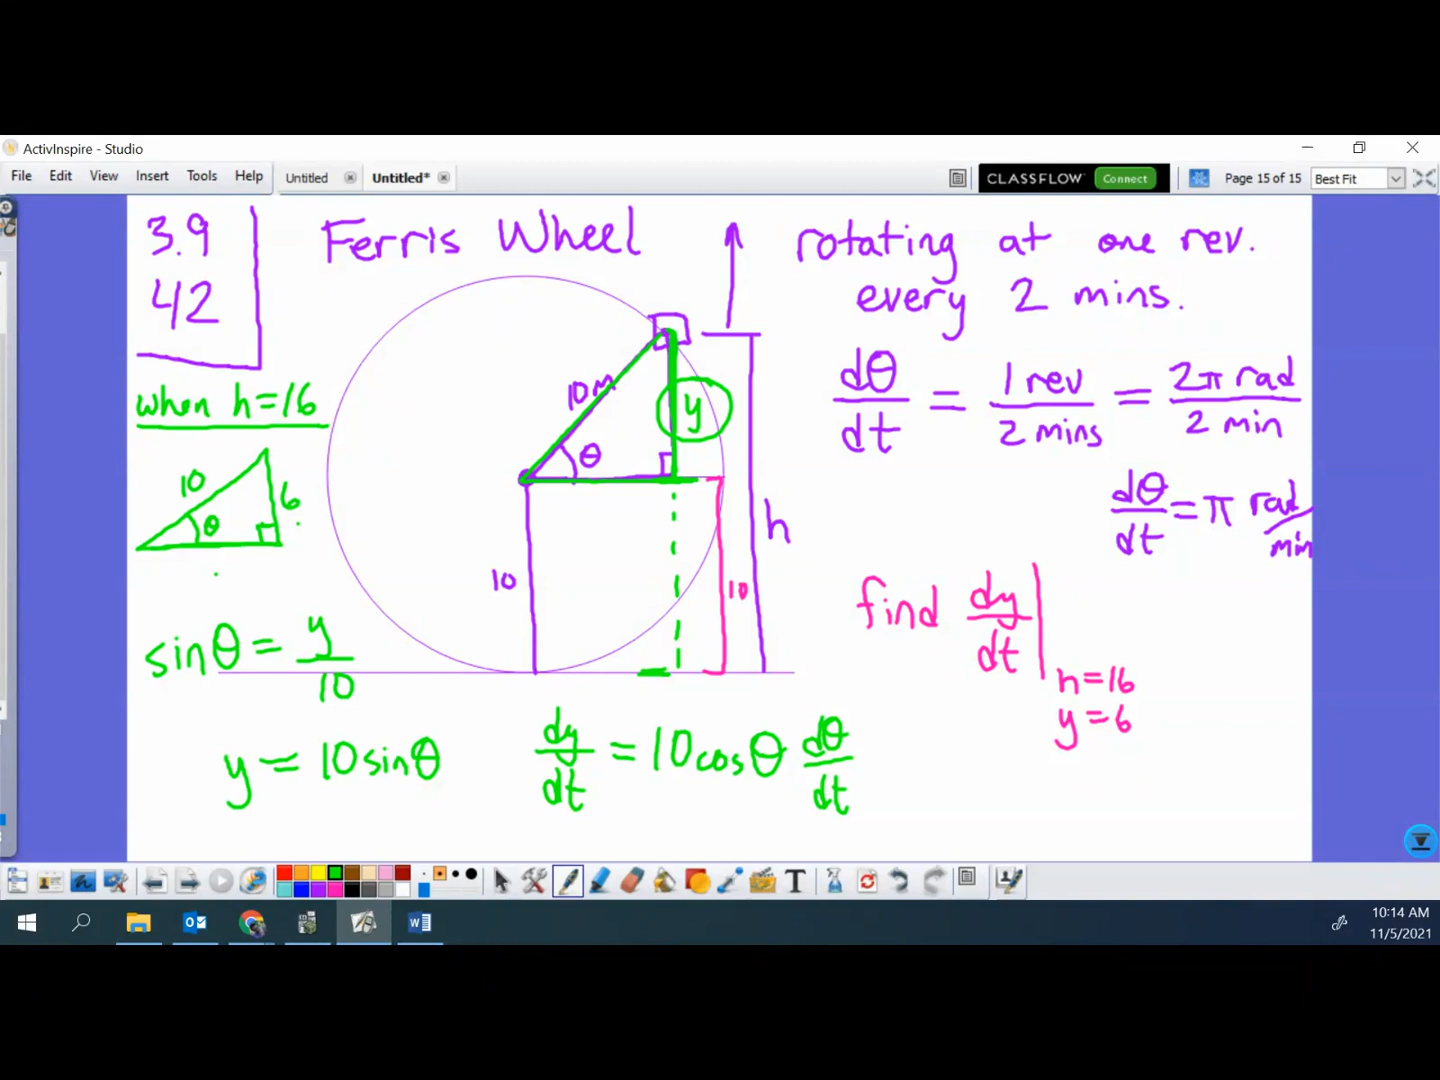 ActivInspire - Studio
File Edit View Insert Tools Help Untitled Untitled* CLASSFLOW Connect Page 15 of 15 Best Fit
3.9
42
Ferris Wheel
rotating at one rev.
every 2 mins.
dθ/dt = 1 rev/2 mins = 2π rad/2 min
dθ/dt = π rad/min
when h=16
10
6
θ
10m
y
θ
h
10
10
find dy/dt |
h=16
y=6
sinθ = y/10
y = 10sinθ
dy/dt = 10cosθ dθ/dt
T
10:14 AM
11/5/2021